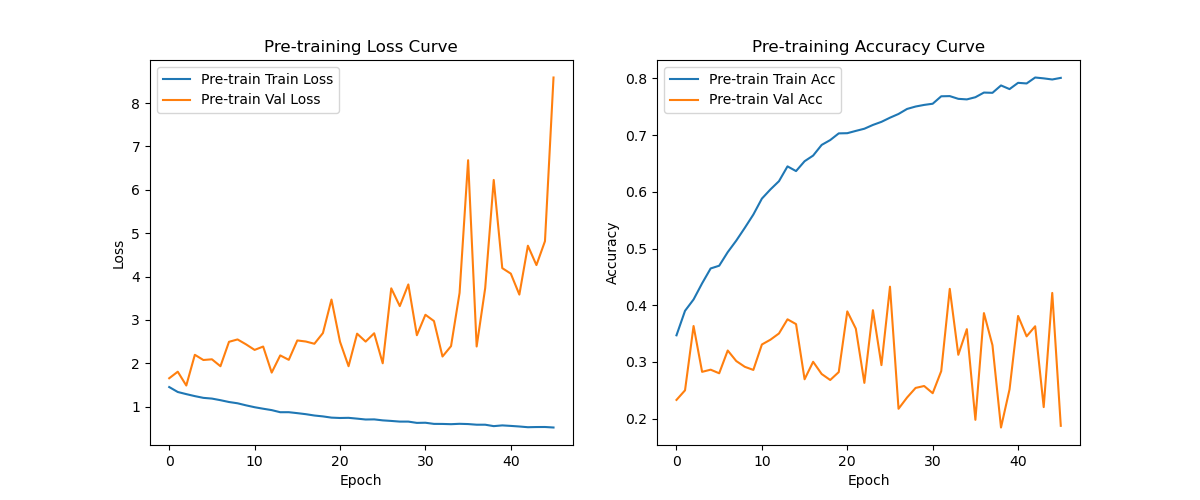 Pre-training Loss Curve
Pre-train Train Loss
Pre-train Val Loss
8
7
6
5
4
3
2
1
Loss
0
10
20
30
40
Epoch
Pre-training Accuracy Curve
Pre-train Train Acc
Pre-train Val Acc
0.8
0.7
0.6
0.5
0.4
0.3
0.2
Accuracy
0
10
20
30
40
Epoch